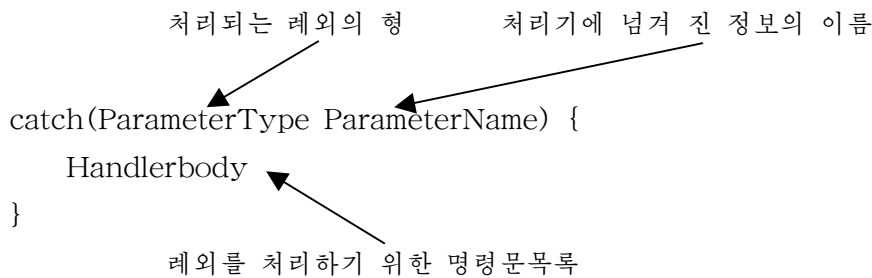 처리되는 례외의 형 처리기에 넘겨 진 정보의 이름
catch(ParameterType ParameterName) {
Handlerbody
}
례외를 처리하기 위한 명령문목록